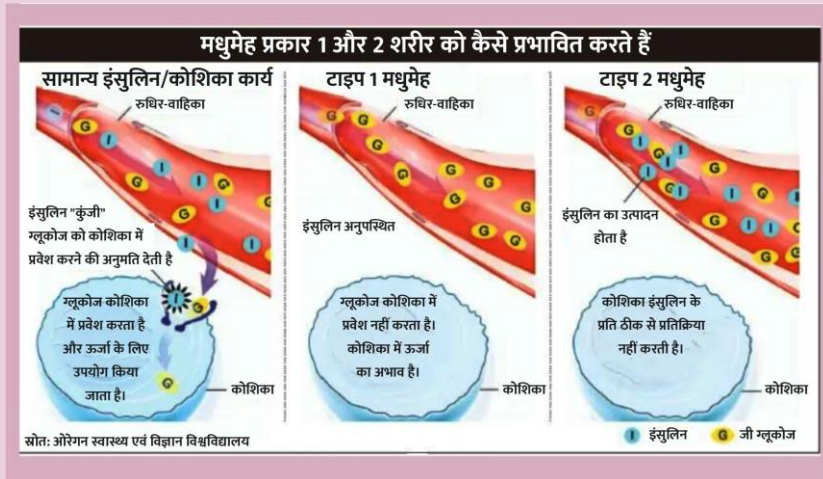 मधुमेह प्रकार 1 और 2 शरीर को कैसे प्रभावित करते हैं
सामान्य इंसुलिन/कोशिका कार्य
रुधिर-वाहिका
I
G
I
I
G
I
G
I
G
I
I
G
इंसुलिन "कुंजी"
ग्लूकोज को कोशिका में
प्रवेश करने की अनुमति देती है
I
G
ग्लूकोज कोशिका
में प्रवेश करता है
और ऊर्जा के लिए
उपयोग किया
जाता है।
G
कोशिका
टाइप 1 मधुमेह
रुधिर-वाहिका
G
G
G
G
G
G
G
G
G
G
G
इंसुलिन अनुपस्थित
ग्लूकोज कोशिका में
प्रवेश नहीं करता है।
कोशिका में ऊर्जा
का अभाव है।
कोशिका
टाइप 2 मधुमेह
रुधिर-वाहिका
G
G
I
I
I
G
I
I
I
G
G
G
I
I
I
I
G
G
G
इंसुलिन का उत्पादन
होता है
कोशिका इंसुलिन के
प्रति ठीक से प्रतिक्रिया
नहीं करती है।
कोशिका
स्रोत: ओरेगन स्वास्थ्य एवं विज्ञान विश्वविद्यालय
I इंसुलिन
G जी ग्लूकोज